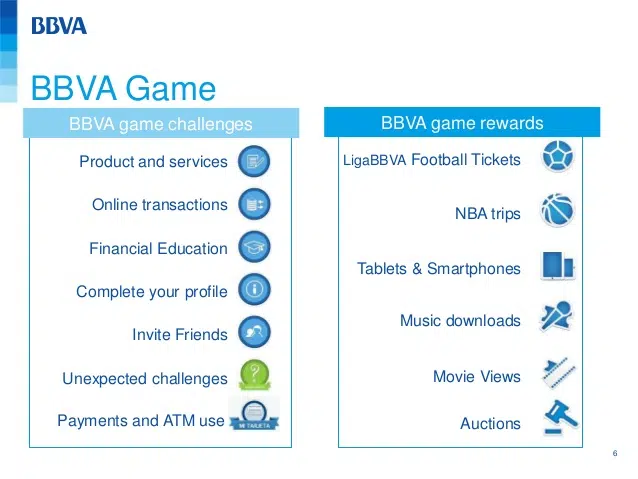 BBVA
BBVA Game
BBVA game challenges
Product and services
Online transactions
Financial Education
Complete your profile
Invite Friends
Unexpected challenges
Payments and ATM use
MI TARJETA
BBVA game rewards
LigaBBVA Football Tickets
NBA trips
Tablets & Smartphones
Music downloads
Movie Views
Auctions
6